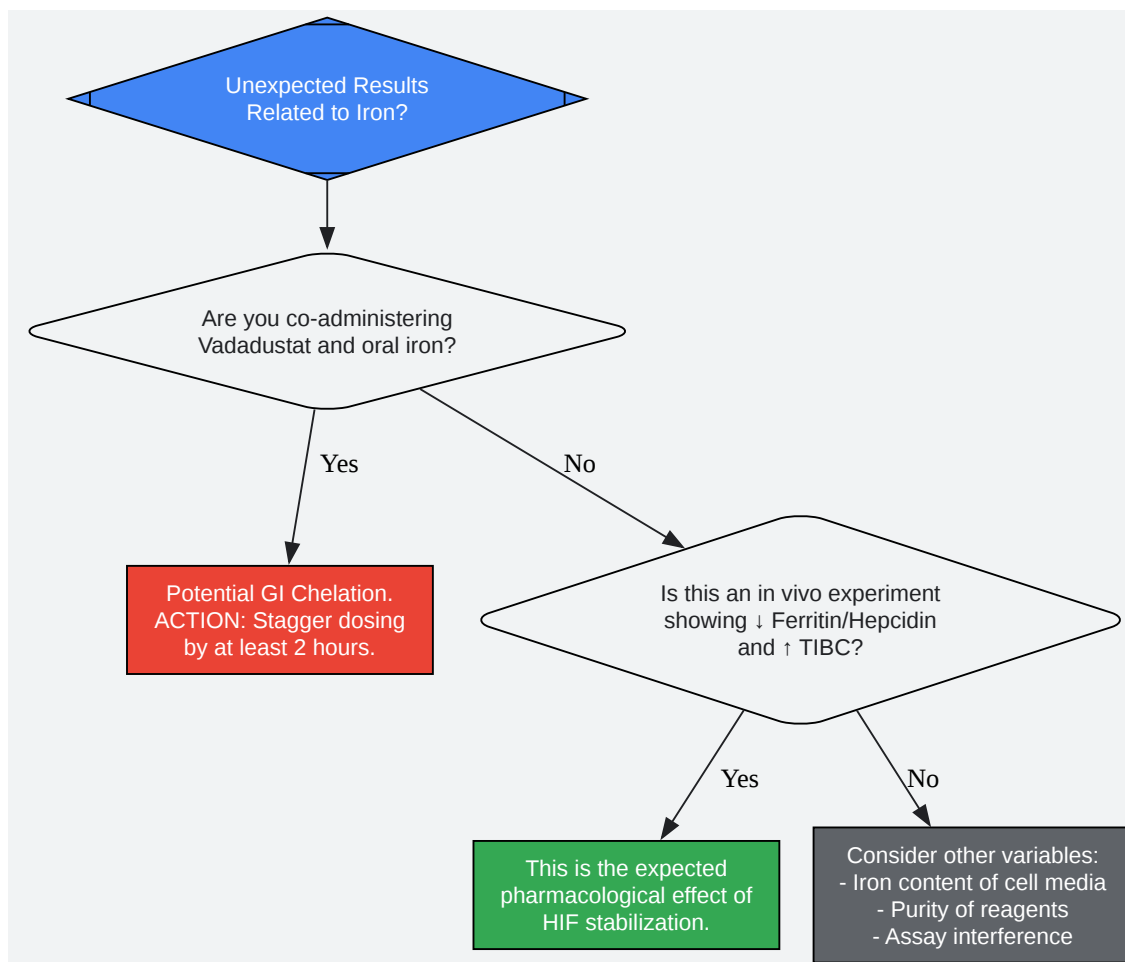 Unexpected Results
Related to Iron?
Are you co-administering
Vadadustat and oral iron?
Yes
No
Potential GI Chelation.
ACTION: Stagger dosing
by at least 2 hours.
Is this an in vivo experiment
showing ↓ Ferritin/Hepcidin
and ↑ TIBC?
Yes
No
This is the expected
pharmacological effect of
HIF stabilization.
Consider other variables:
- Iron content of cell media
- Purity of reagents
- Assay interference